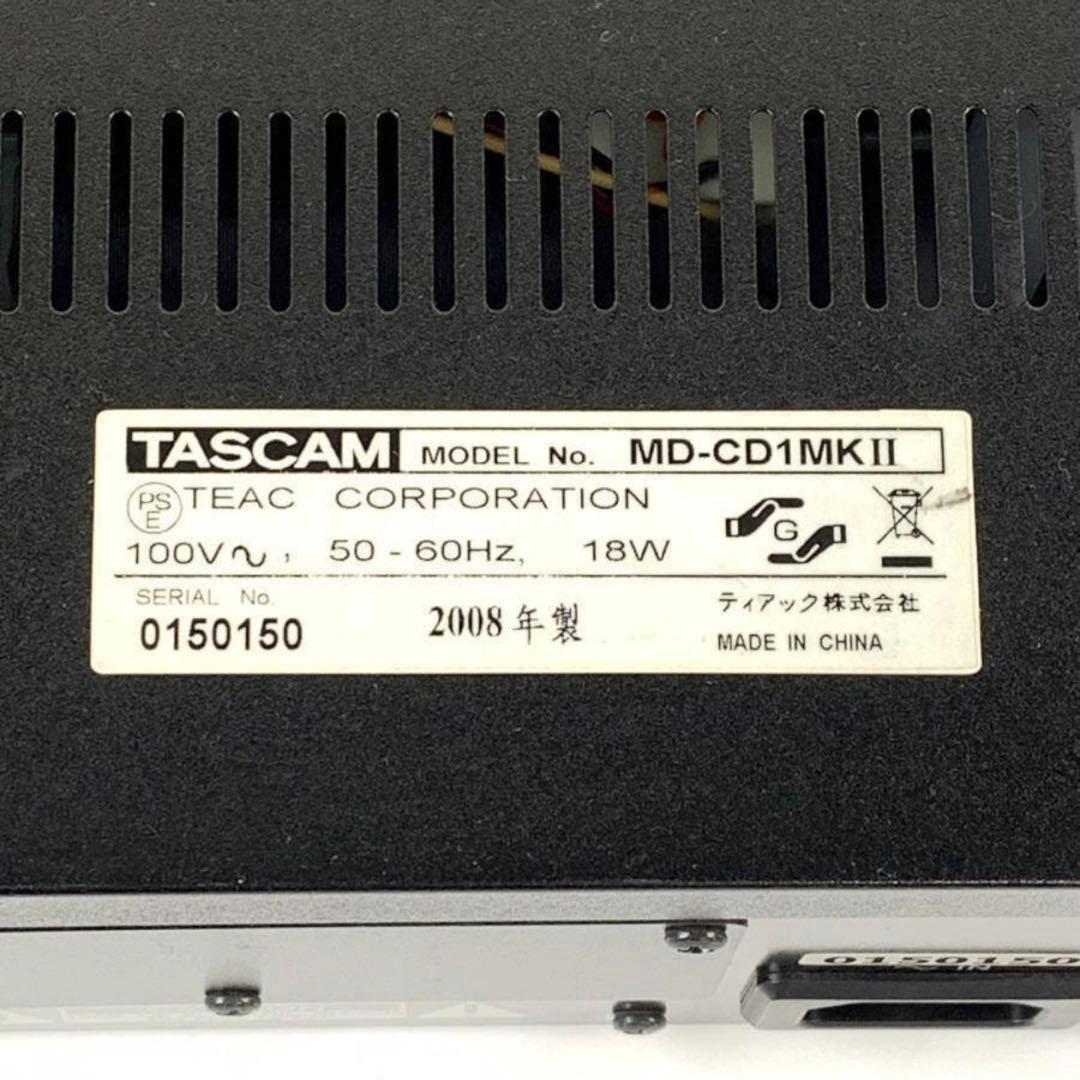 TASCAM MODEL No. MD-CD1MKII
PS E TEAC CORPORATION
100V∿, 50 - 60Hz, 18W
G
SERIAL No. 2008年製 ティアック株式会社
0150150 MADE IN CHINA
0150150
~ IN